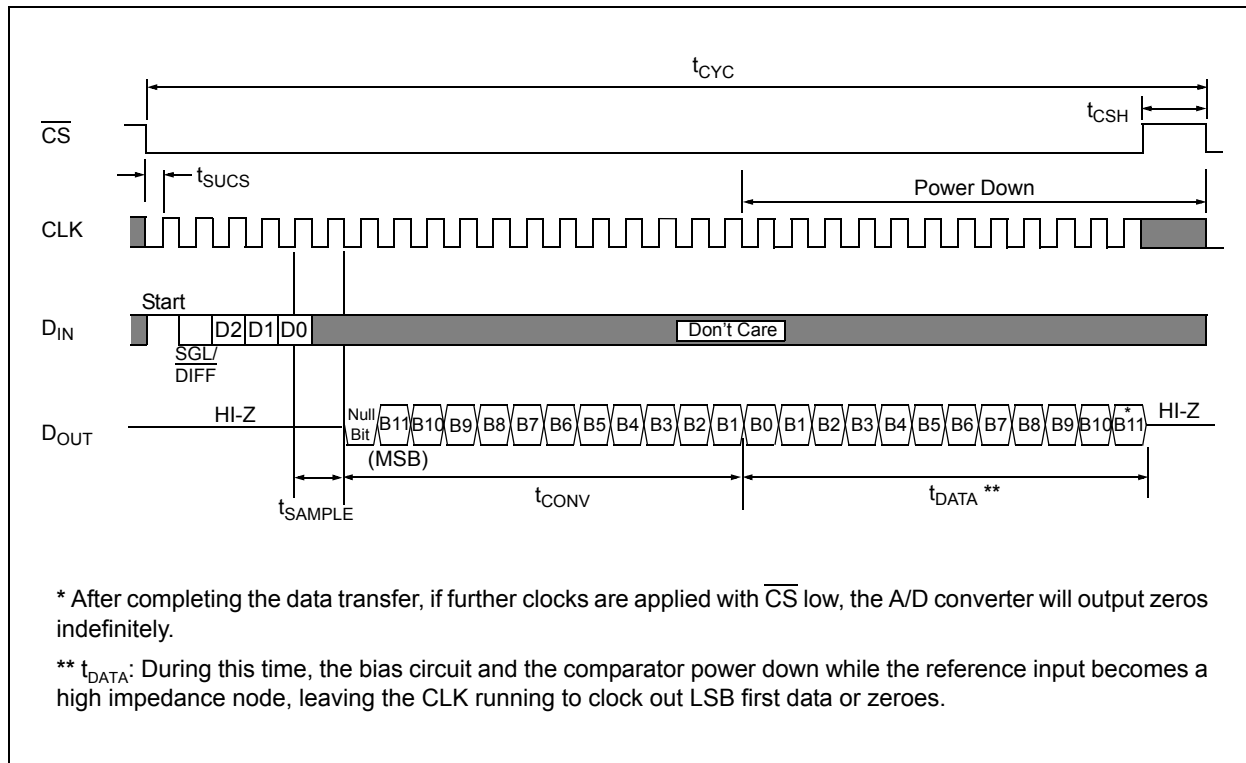 tCYC
tCSH
CS
tSUCS
Power Down
CLK
Start
DIN
D2 D1 D0
Don't Care
SGL/
DIFF
HI-Z
DOUT
Null
Bit
B11 B10 B9 B8 B7 B6 B5 B4 B3 B2 B1 B0 B1 B2 B3 B4 B5 B6 B7 B8 B9 B10 B11
*
HI-Z
(MSB)
tSAMPLE
tCONV
tDATA **
* After completing the data transfer, if further clocks are applied with CS low, the A/D converter will output zeros
indefinitely.
** tDATA: During this time, the bias circuit and the comparator power down while the reference input becomes a
high impedance node, leaving the CLK running to clock out LSB first data or zeroes.